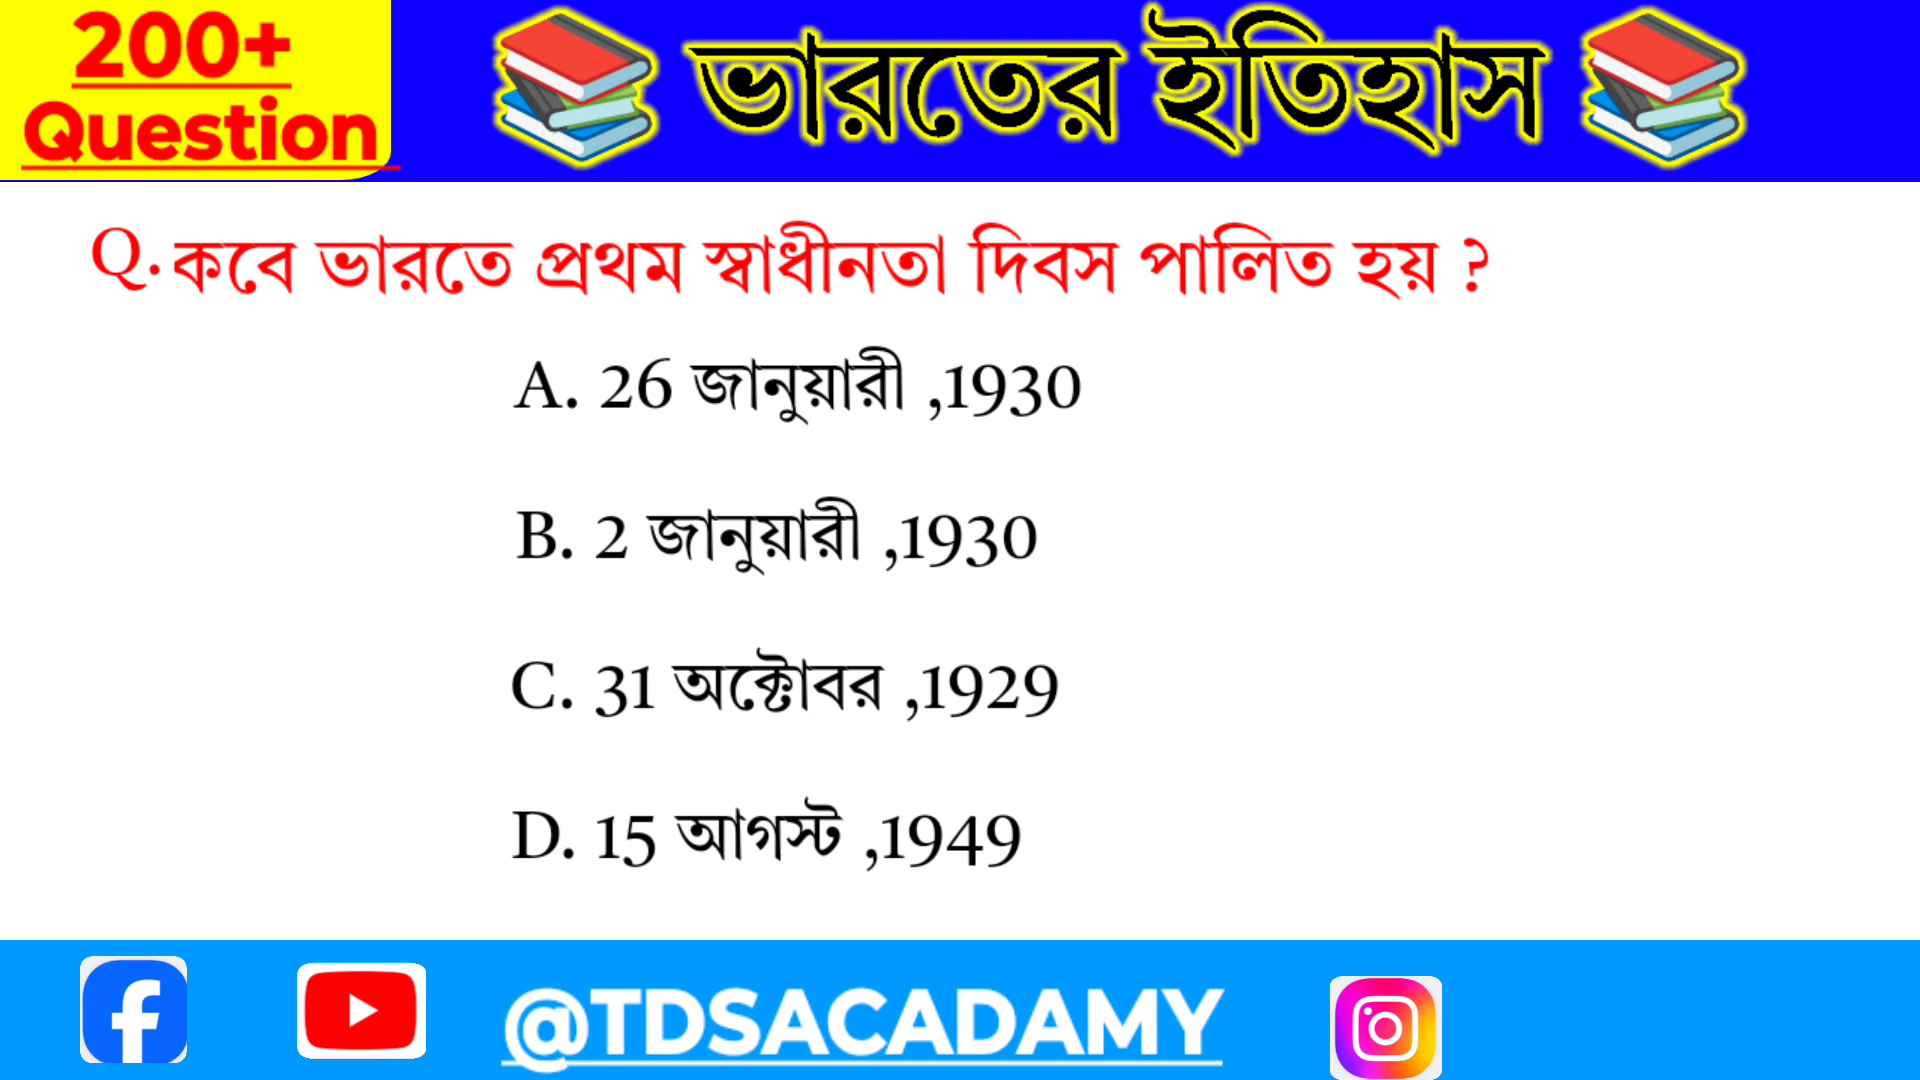 200+
Question
ভারতের ইতিহাস
Q.কবে ভারতে প্রথম স্বাধীনতা দিবস পালিত হয় ?
A. 26 জানুয়ারী ,1930
B. 2 জানুয়ারী ,1930
C. 31 অক্টোবর ,1929
D. 15 আগস্ট ,1949
@TDSACADAMY